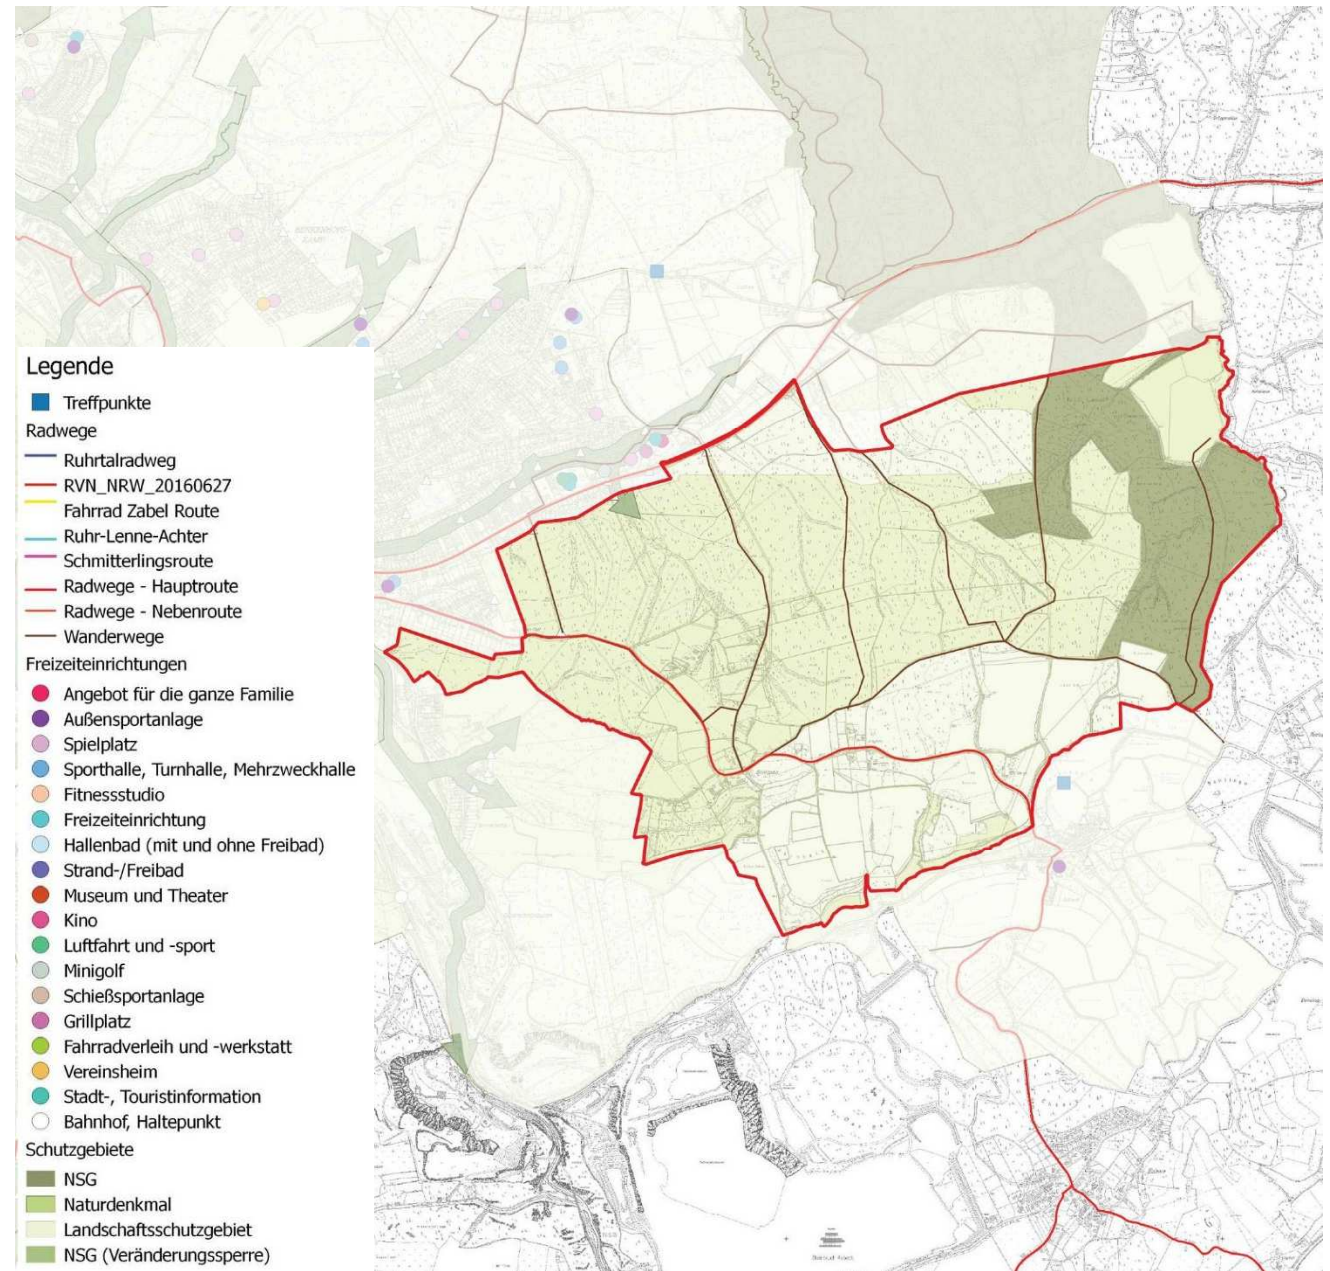 Legende
Treffpunkte
Radwege
Ruhrtalradweg
RVN_NRW_20160627
Fahrrad Zabel Route
Ruhr-Lenne-Achter
Schmitterlingsroute
Radwege - Hauptroute
Radwege - Nebenroute
Wanderwege
Freizeiteinrichtungen
Angebot für die ganze Familie
Außensportanlage
Spielplatz
Sporthalle, Turnhalle, Mehrzweckhalle
Fitnessstudio
Freizeiteinrichtung
Hallenbad (mit und ohne Freibad)
Strand-/Freibad
Museum und Theater
Kino
Luftfahrt und -sport
Minigolf
Schießsportanlage
Grillplatz
Fahrradverleih und -werkstatt
Vereinsheim
Stadt-, Touristinformation
Bahnhof, Haltepunkt
Schutzgebiete
NSG
Naturdenkmal
Landschaftsschutzgebiet
NSG (Veränderungssperre)